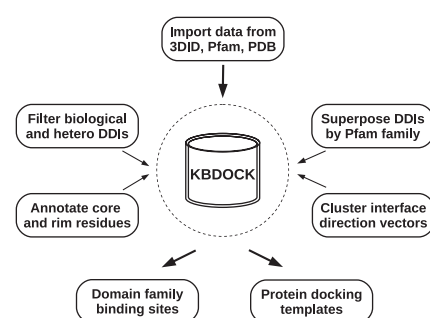 Import data from
3DID, Pfam, PDB
Filter biological
and hetero DDIs
Superpose DDIs
by Pfam family
KBDOCK
Annotate core
and rim residues
Cluster interface
direction vectors
Domain family
binding sites
Protein docking
templates